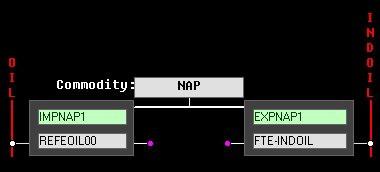 OIL
INDOIL
Commodity: NAP
IMPNAP1
REFEOIL00
EXPNAP1
FTE-INDOIL